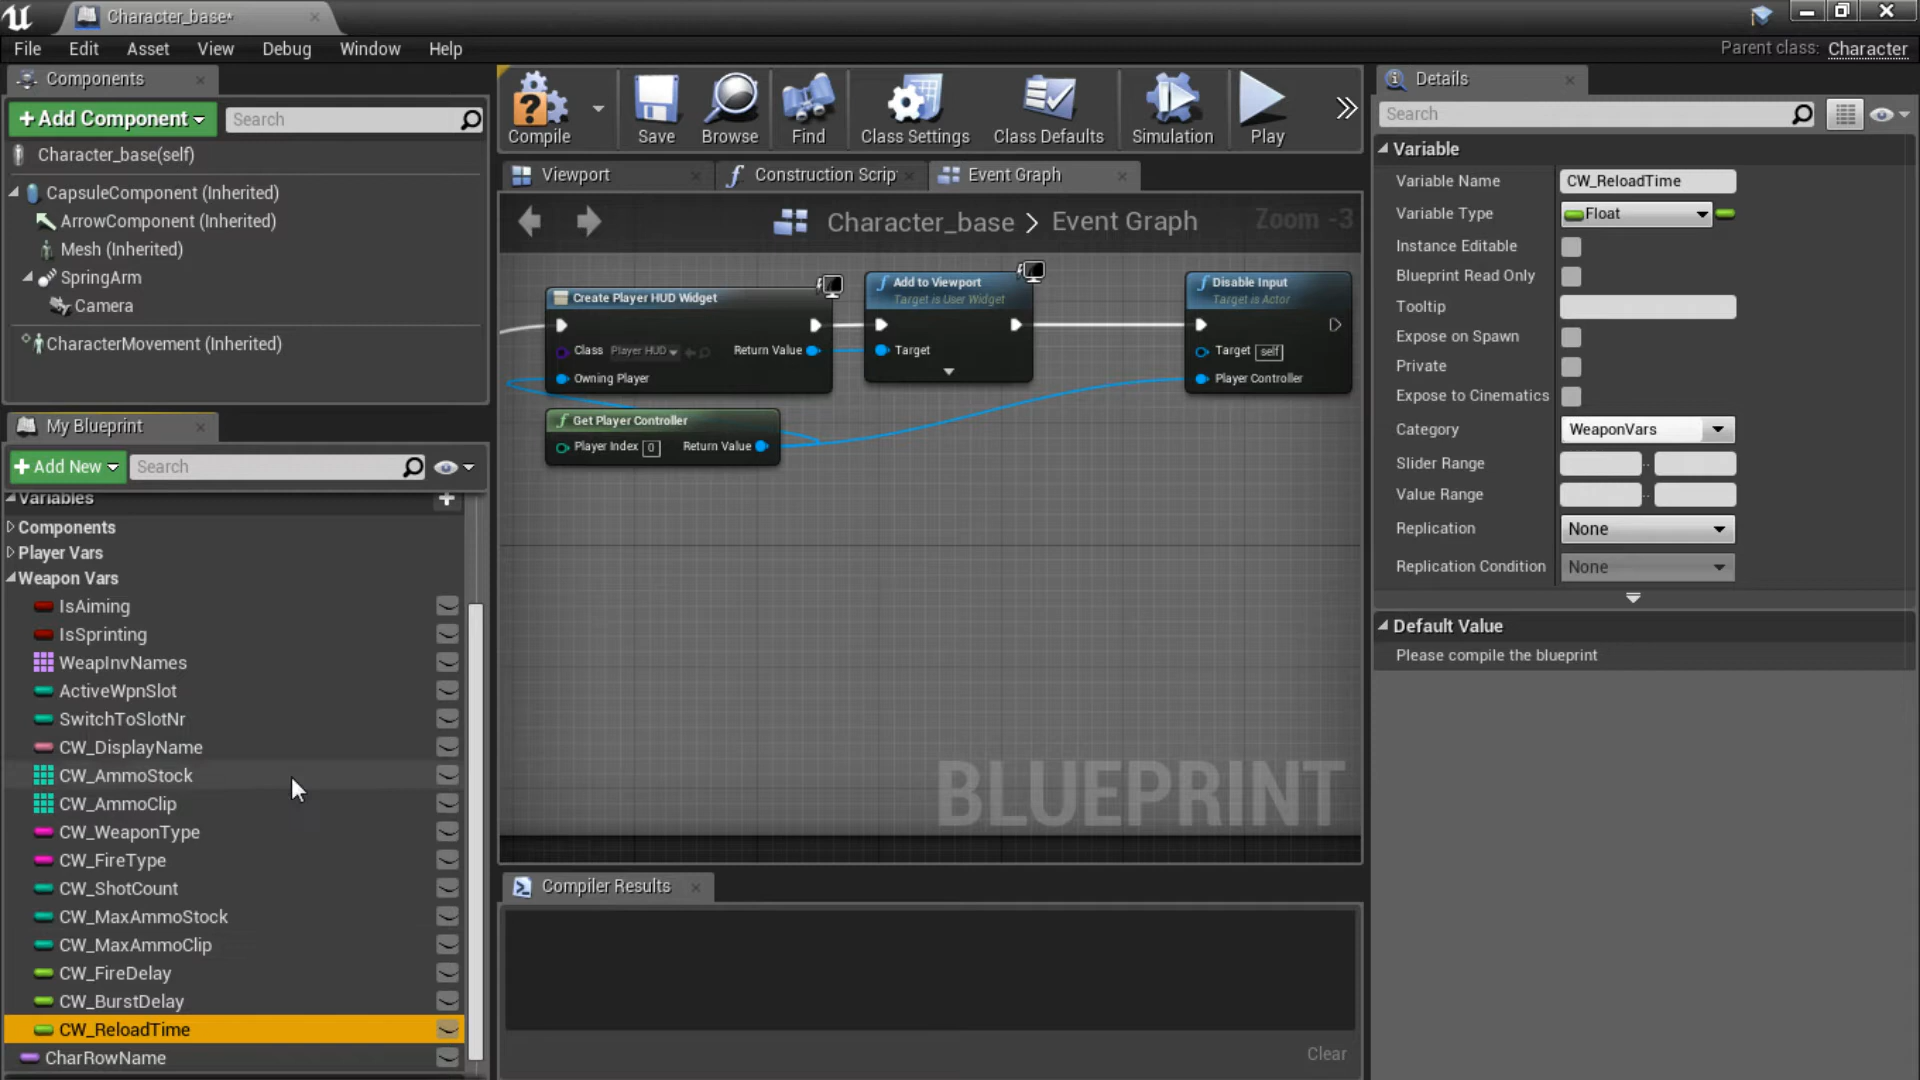 Character_base*
File Edit Asset View Debug Window Help
Parent class: Character
Components
+Add Component
Search
Character_base(self)
CapsuleComponent (Inherited)
ArrowComponent (Inherited)
Mesh (Inherited)
SpringArm
Camera
CharacterMovement (Inherited)
My Blueprint
+Add New
Search
Variables
Components
Player Vars
Weapon Vars
IsAiming
IsSprinting
WeapInvNames
ActiveWpnSlot
SwitchToSlotNr
CW_DisplayName
CW_AmmoStock
CW_AmmoClip
CW_WeaponType
CW_FireType
CW_ShotCount
CW_MaxAmmoStock
CW_MaxAmmoClip
CW_FireDelay
CW_BurstDelay
CW_ReloadTime
CharRowName
Compile Save Browse Find Class Settings Class Defaults Simulation Play
Viewport Construction Scrip Event Graph
Character_base > Event Graph
Zoom -3
Create Player HUD Widget
Class Player HUD Return Value
Owning Player
Get Player Controller
Player Index 0 Return Value
Add to Viewport
Target is User Widget
Target
Disable Input
Target is Actor
Target self
Player Controller
BLUEPRINT
Compiler Results
Clear
Details
Search
Variable
Variable Name CW_ReloadTime
Variable Type Float
Instance Editable
Blueprint Read Only
Tooltip
Expose on Spawn
Private
Expose to Cinematics
Category WeaponVars
Slider Range
Value Range
Replication None
Replication Condition None
Default Value
Please compile the blueprint